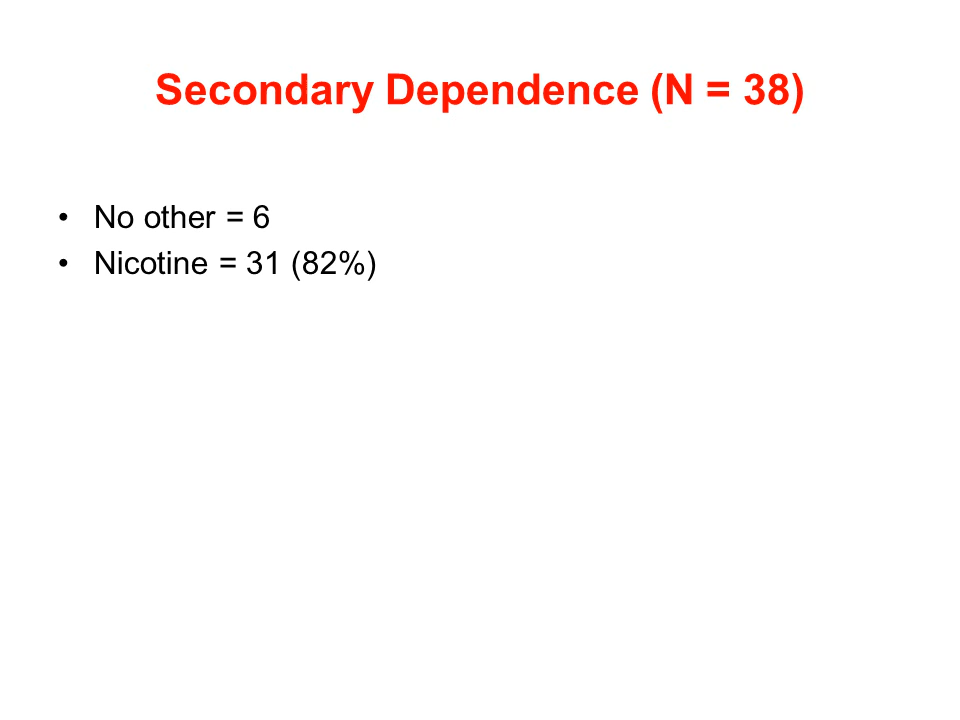 Secondary Dependence (N = 38)
• No other = 6
• Nicotine = 31 (82%)